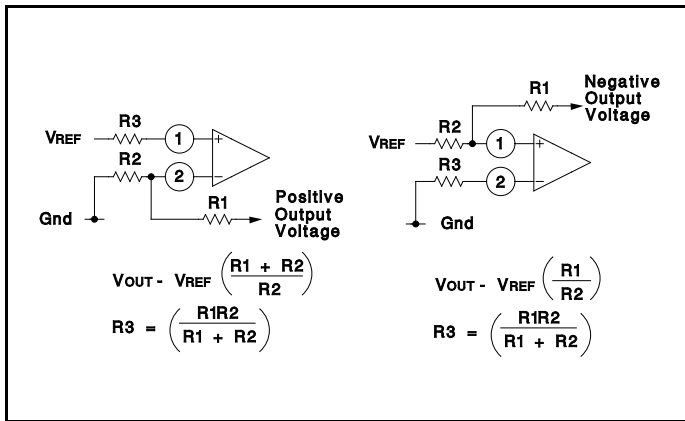 R3
VREF
1
+
R2
2
−
R1
Gnd
Positive
Output
Voltage
VOUT - VREF (R1 + R2 / R2)
R3 = (R1R2 / R1 + R2)
R1
Negative
Output
Voltage
R2
VREF
1
+
R3
2
−
Gnd
VOUT - VREF (R1 / R2)
R3 = (R1R2 / R1 + R2)